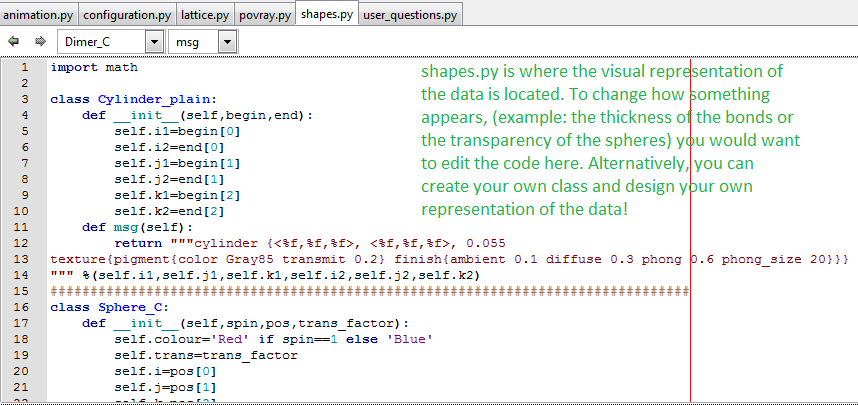 animation.py configuration.py lattice.py povray.py shapes.py user_questions.py
Dimer_C msg
1 import math
2
3 class Cylinder_plain:
4     def __init__(self,begin,end):
5         self.i1=begin[0]
6         self.i2=end[0]
7         self.j1=begin[1]
8         self.j2=end[1]
9         self.k1=begin[2]
10         self.k2=end[2]
11     def msg(self):
12         return """cylinder {<%f,%f,%f>, <%f,%f,%f>, 0.055
13 texture{pigment{color Gray85 transmit 0.2} finish{ambient 0.1 diffuse 0.3 phong 0.6 phong_size 20}}}
14 """ %(self.i1,self.j1,self.k1,self.i2,self.j2,self.k2)
15 ################################################################################
16 class Sphere_C:
17     def __init__(self,spin,pos,trans_factor):
18         self.colour='Red' if spin==1 else 'Blue'
19         self.trans=trans_factor
20         self.i=pos[0]
21         self.j=pos[1]
22         self.k=pos[2]
shapes.py is where the visual representation of
the data is located. To change how something
appears, (example: the thickness of the bonds or
the transparency of the spheres) you would want
to edit the code here. Alternatively, you can
create your own class and design your own
representation of the data!